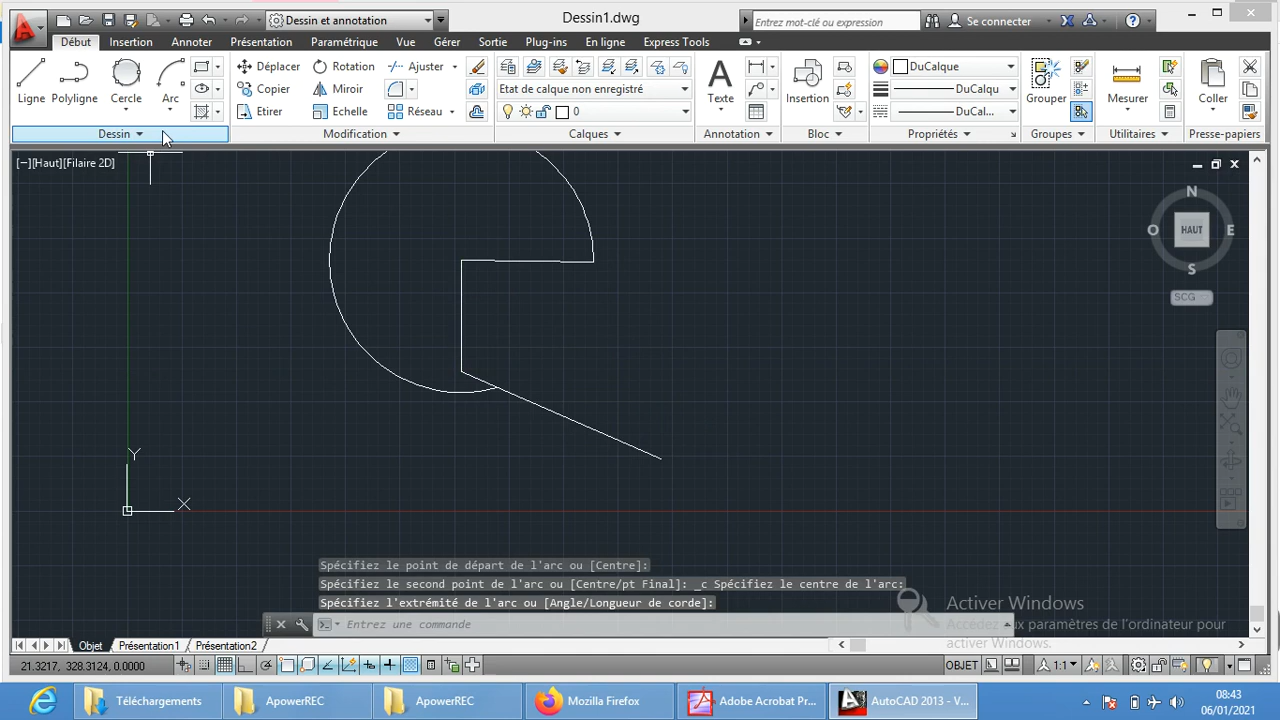 Dessin et annotation
Dessin1.dwg
Entrez mot-clé ou expression
Se connecter
Début Insertion Annoter Présentation Paramétrique Vue Gérer Sortie Plug-ins En ligne Express Tools
Ligne Polyligne Cercle Arc
Déplacer Rotation Ajuster
Copier Miroir
Etirer Echelle Réseau
Etat de calque non enregistré
0
Texte
Insertion
DuCalque
DuCalqu
DuCal...
Grouper
Mesurer
Coller
Dessin Modification Calques Annotation Bloc Propriétés Groupes Utilitaires Presse-papiers
[−][Haut][Filaire 2D]
N
O HAUT E
S
SCG
Y
X
Spécifiez le point de départ de l'arc ou [Centre]:
Spécifiez le second point de l'arc ou [Centre/pt Final]: _c Spécifiez le centre de l'arc:
Spécifiez l'extrémité de l'arc ou [Angle/Longueur de corde]:
Entrez une commande
Activer Windows
Accédez aux paramètres de l'ordinateur pour
activer Windows.
Objet Présentation1 Présentation2
21.3217, 328.3124, 0.0000
OBJET
1:1
Téléchargements
ApowerREC
ApowerREC
Mozilla Firefox
Adobe Acrobat Pr...
AutoCAD 2013 - V...
08:43
06/01/2021